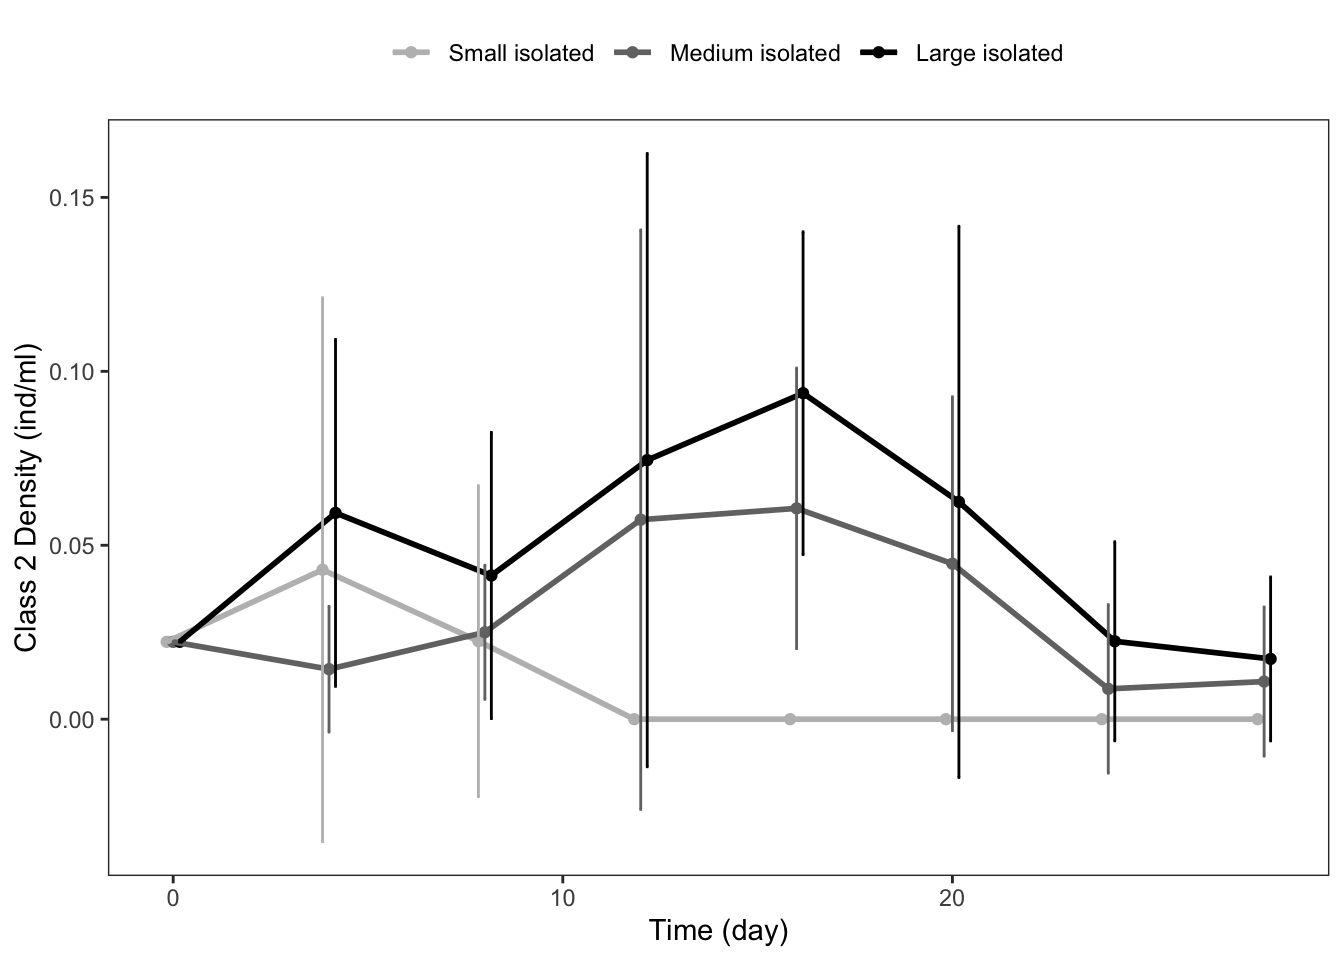 Small isolated Medium isolated Large isolated
Class 2 Density (ind/ml)
0.15
0.10
0.05
0.00
0 10 20
Time (day)